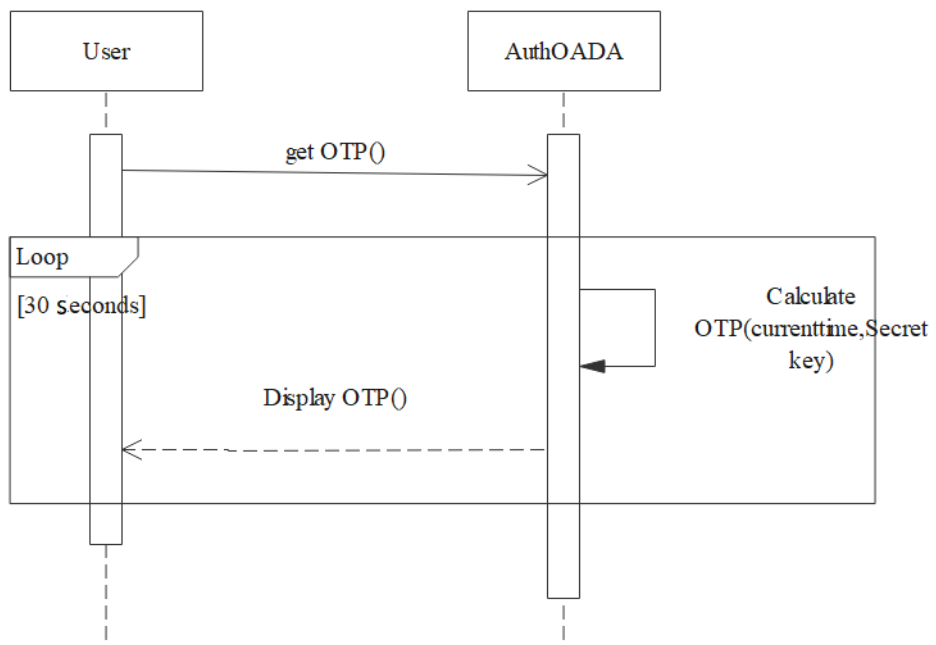 User
AuthOADA
get OTP()
Loop
[30 seconds]
Calculate
OTP(currenttime,Secret
key)
Display OTP()